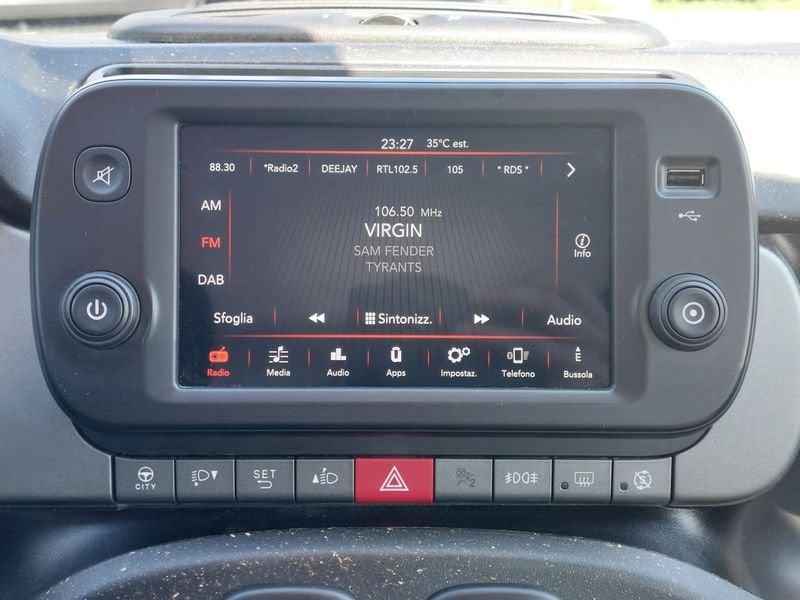 23:27 35°C est.
88.30 *Radio2 DEEJAY RTL102.5 105 *RDS*
AM
106.50 MHz
VIRGIN
FM
SAM FENDER
Info
TYRANTS
DAB
Sfoglia Sintonizz. Audio
E
Radio Media Audio Apps Impostaz. Telefono Bussola
CITY SET 2